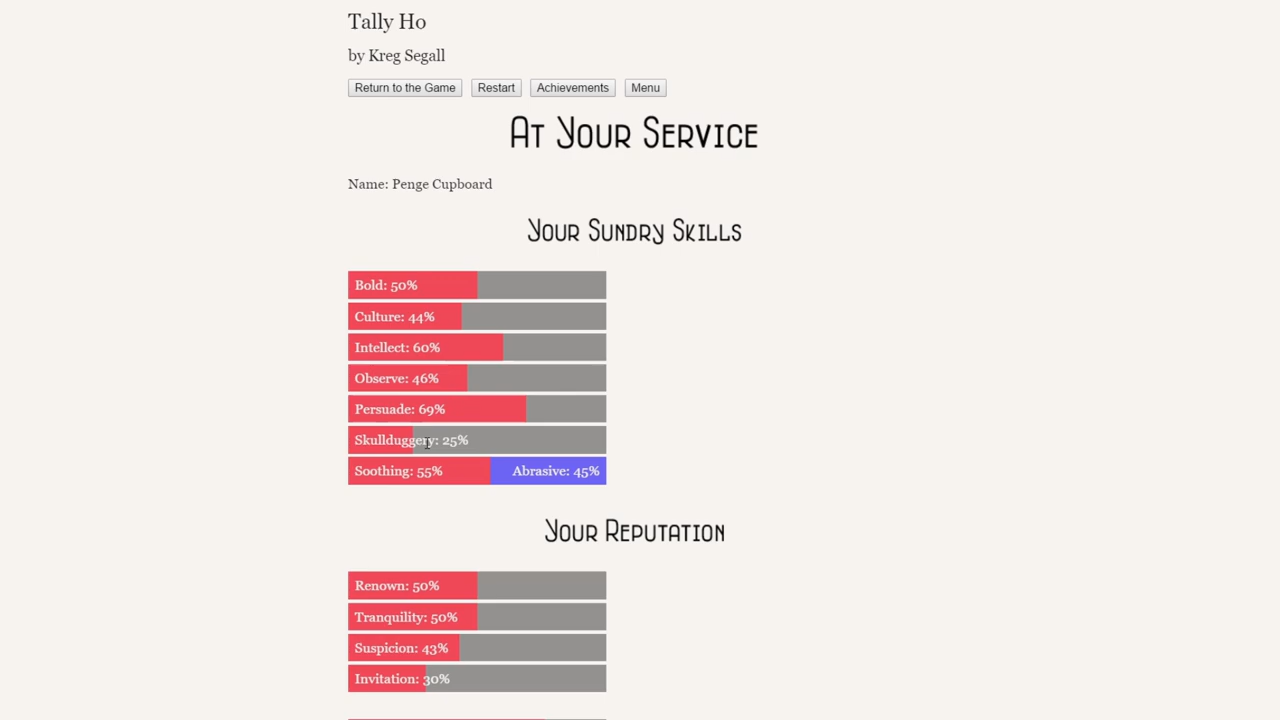 Tally Ho
by Kreg Segall
Return to the Game Restart Achievements Menu
At Your Service
Name: Penge Cupboard
Your Sundry Skills
Bold: 50%
Culture: 44%
Intellect: 60%
Observe: 46%
Persuade: 69%
Skullduggery: 25%
Soothing: 55% Abrasive: 45%
Your Reputation
Renown: 50%
Tranquility: 50%
Suspicion: 43%
Invitation: 30%